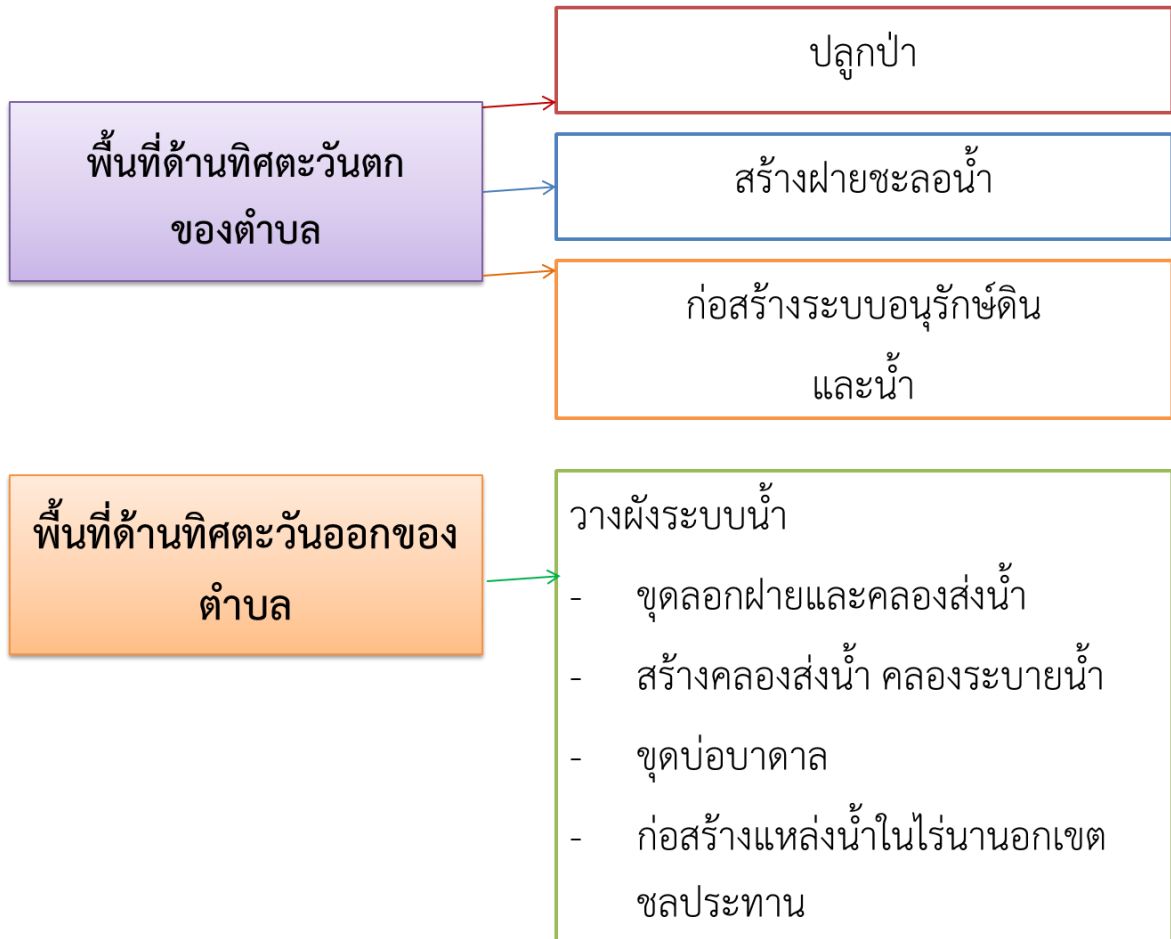 ปลูกป่า
พื้นที่ด้านทิศตะวันตก
ของตำบล
สร้างฝายชะลอน้ำ
ก่อสร้างระบบอนุรักษ์ดิน
และน้ำ
พื้นที่ด้านทิศตะวันออกของ
ตำบล
วางผังระบบน้ำ
- ขุดลอกฝายและคลองส่งน้ำ
- สร้างคลองส่งน้ำ คลองระบายน้ำ
- ขุดบ่อบาดาล
- ก่อสร้างแหล่งน้ำในไร่นานอกเขต
ชลประทาน